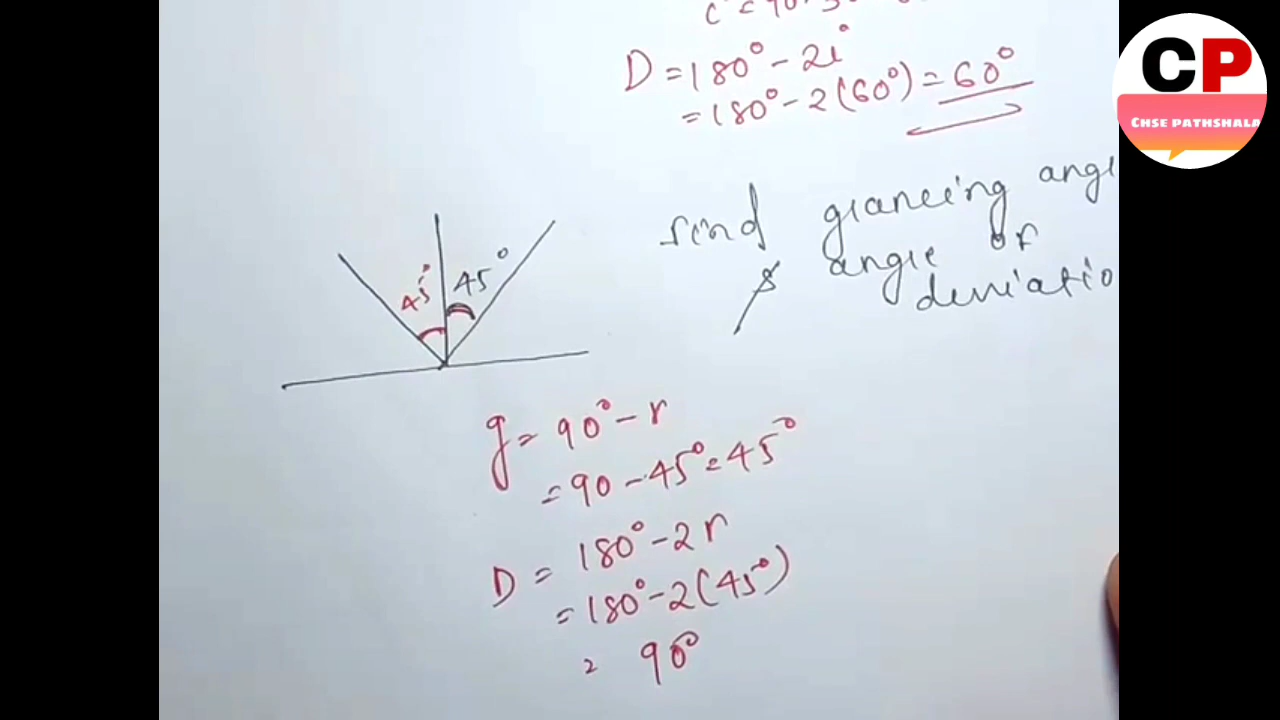 D = 180° - 2i°
= 180° - 2(60°) = 60°
CP
CHSE PATHSHALA
find glancing angl
& angle of
deviatio
45° 45°
g = 90° - r
= 90 - 45° = 45°
D = 180° - 2r
= 180° - 2(45°)
= 90°